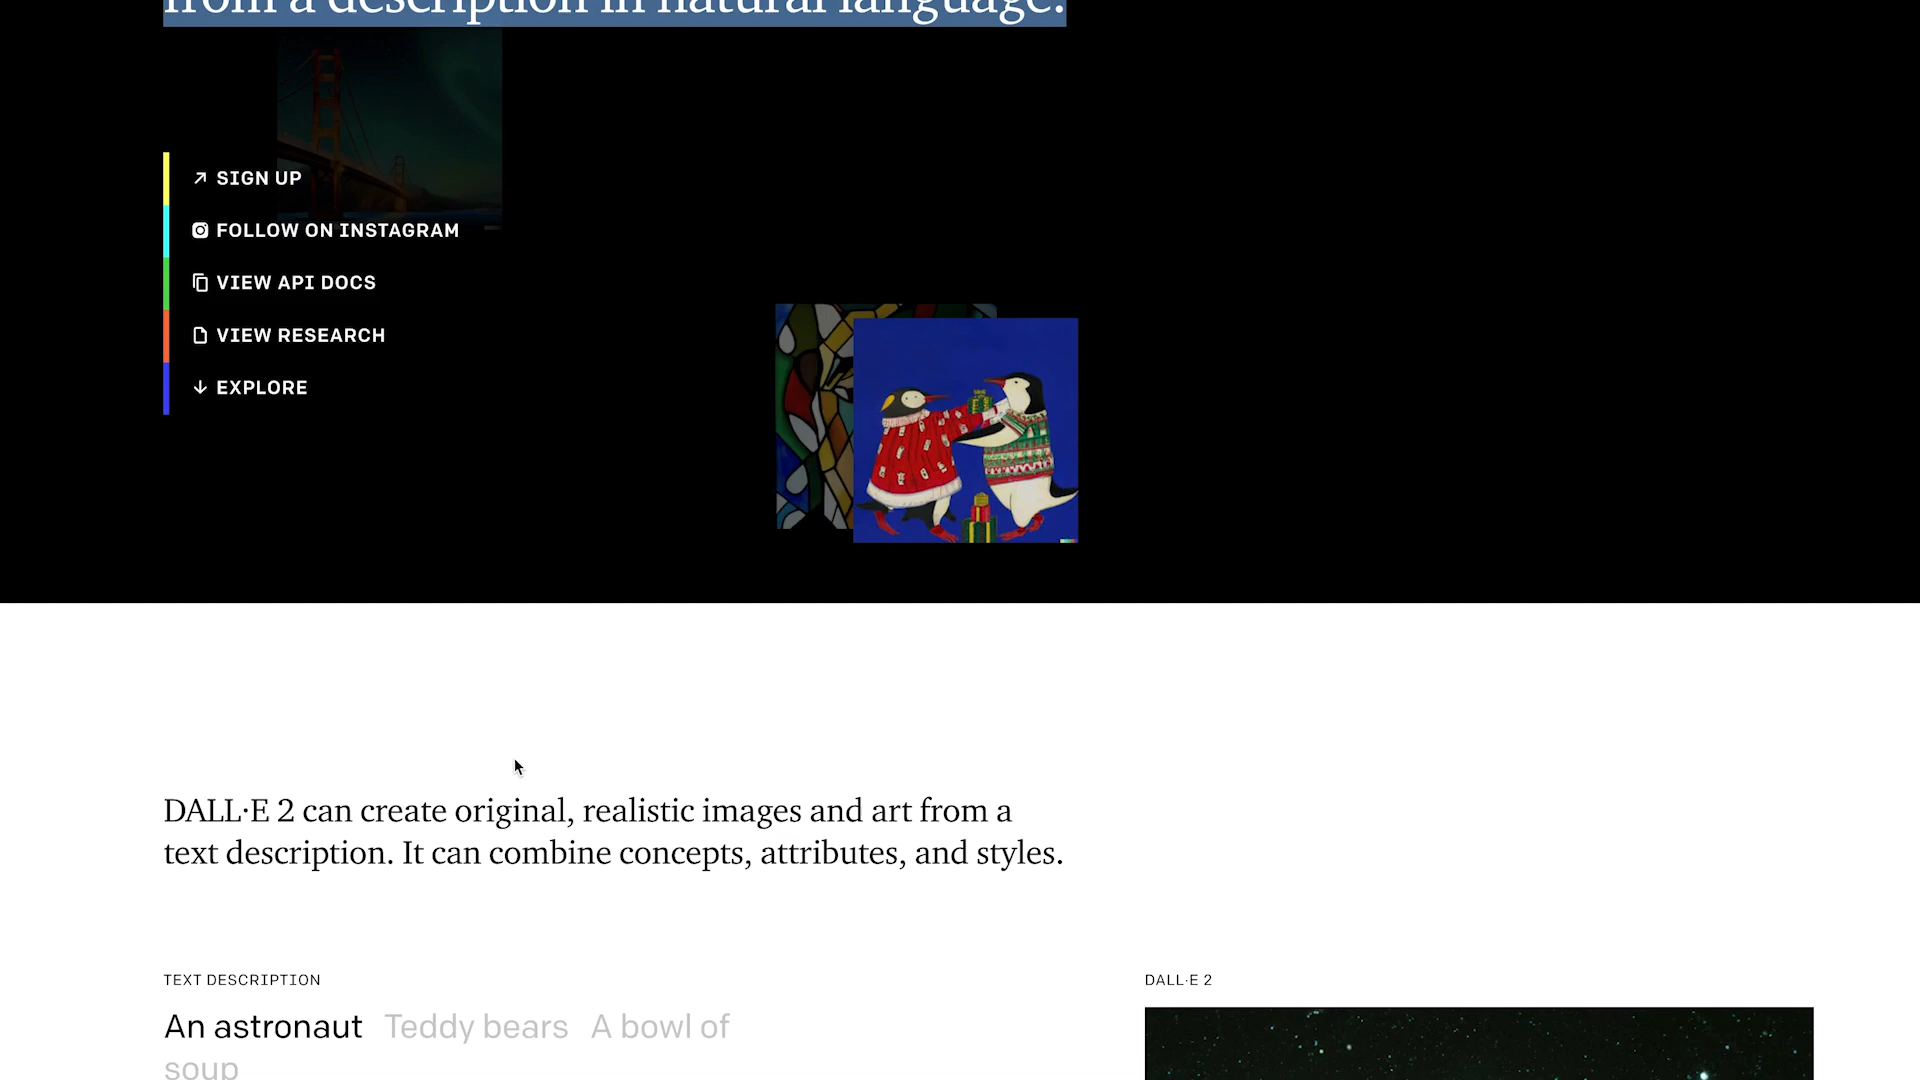 from a description in natural language.
SIGN UP
FOLLOW ON INSTAGRAM
VIEW API DOCS
VIEW RESEARCH
EXPLORE
DALL·E 2 can create original, realistic images and art from a
text description. It can combine concepts, attributes, and styles.
TEXT DESCRIPTION
An astronaut Teddy bears A bowl of
soup
DALL·E 2